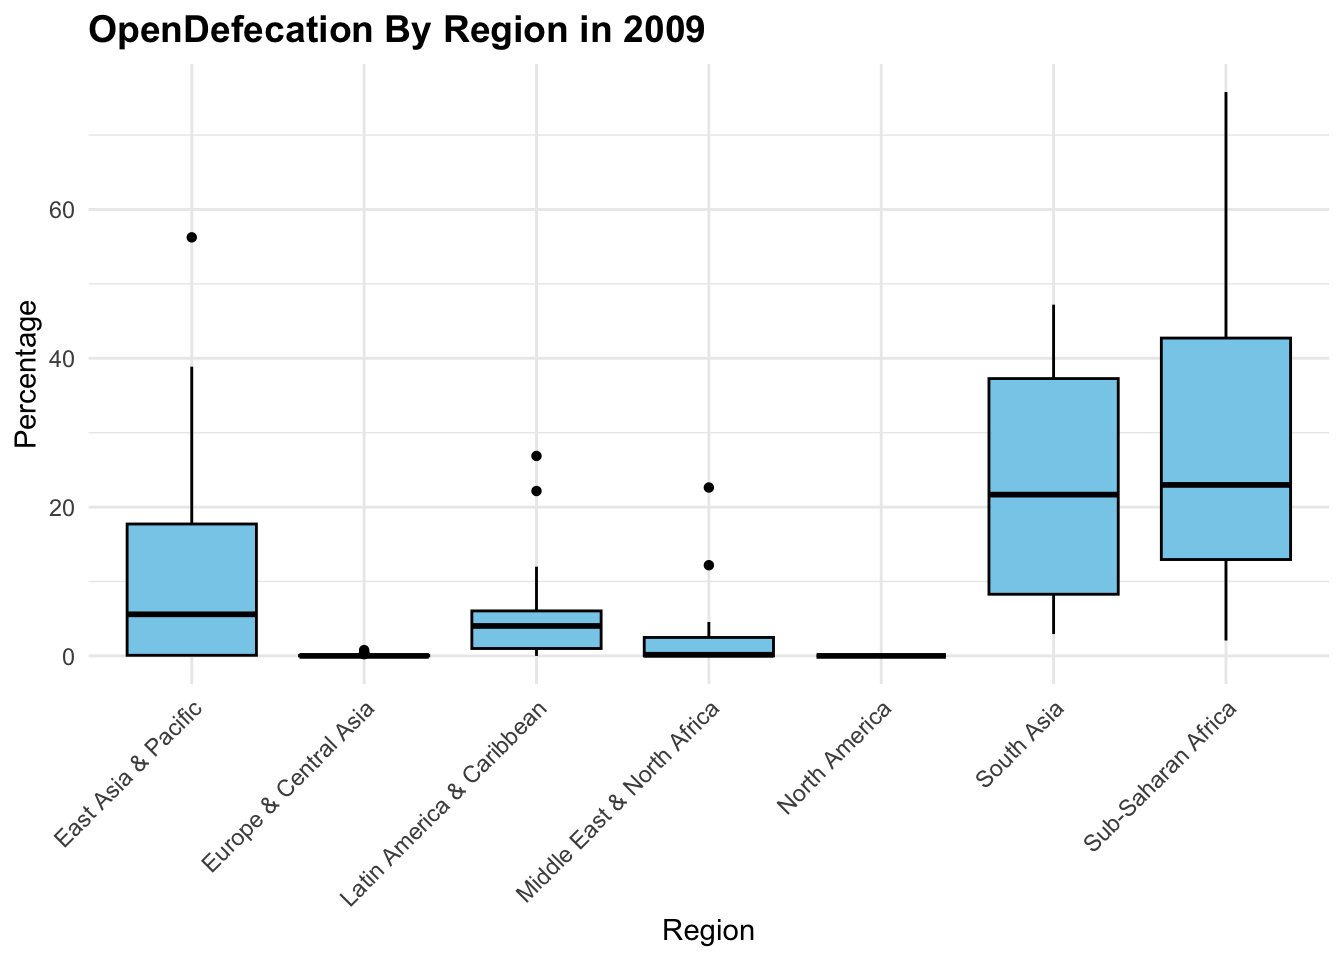 OpenDefecation By Region in 2009
Percentage
60
40
20
0
East Asia & Pacific
Europe & Central Asia
Latin America & Caribbean
Middle East & North Africa
North America
South Asia
Sub-Saharan Africa
Region